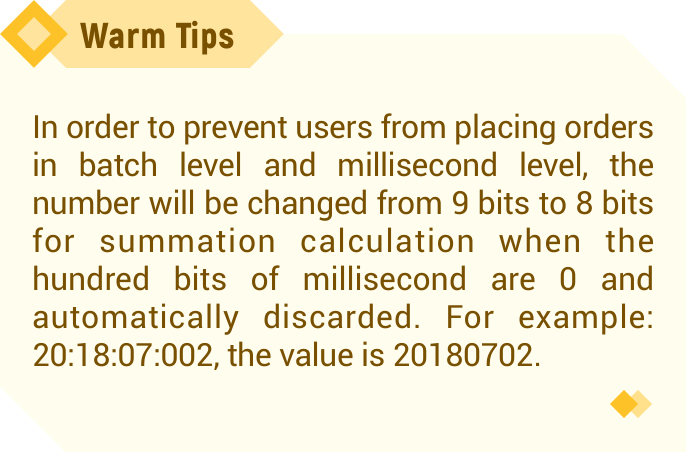 Warm Tips
In order to prevent users from placing orders
in batch level and millisecond level, the
number will be changed from 9 bits to 8 bits
for summation calculation when the
hundred bits of millisecond are 0 and
automatically discarded. For example:
20:18:07:002, the value is 20180702.